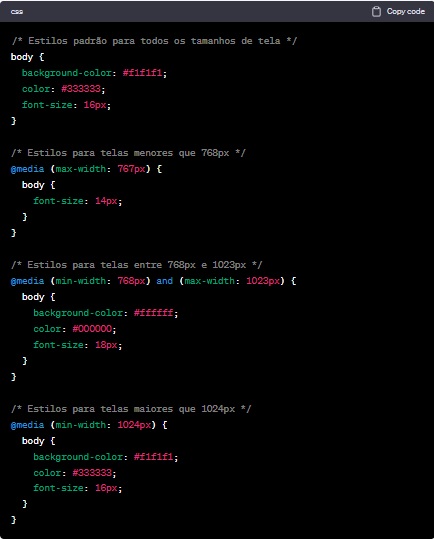 css
Copy code
/* Estilos padrão para todos os tamanhos de tela */
body {
background-color: #f1f1f1;
color: #333333;
font-size: 16px;
}
/* Estilos para telas menores que 768px */
@media (max-width: 767px) {
body {
font-size: 14px;
}
}
/* Estilos para telas entre 768px e 1023px */
@media (min-width: 768px) and (max-width: 1023px) {
body {
background-color: #ffffff;
color: #000000;
font-size: 18px;
}
}
/* Estilos para telas maiores que 1024px */
@media (min-width: 1024px) {
body {
background-color: #f1f1f1;
color: #333333;
font-size: 16px;
}
}